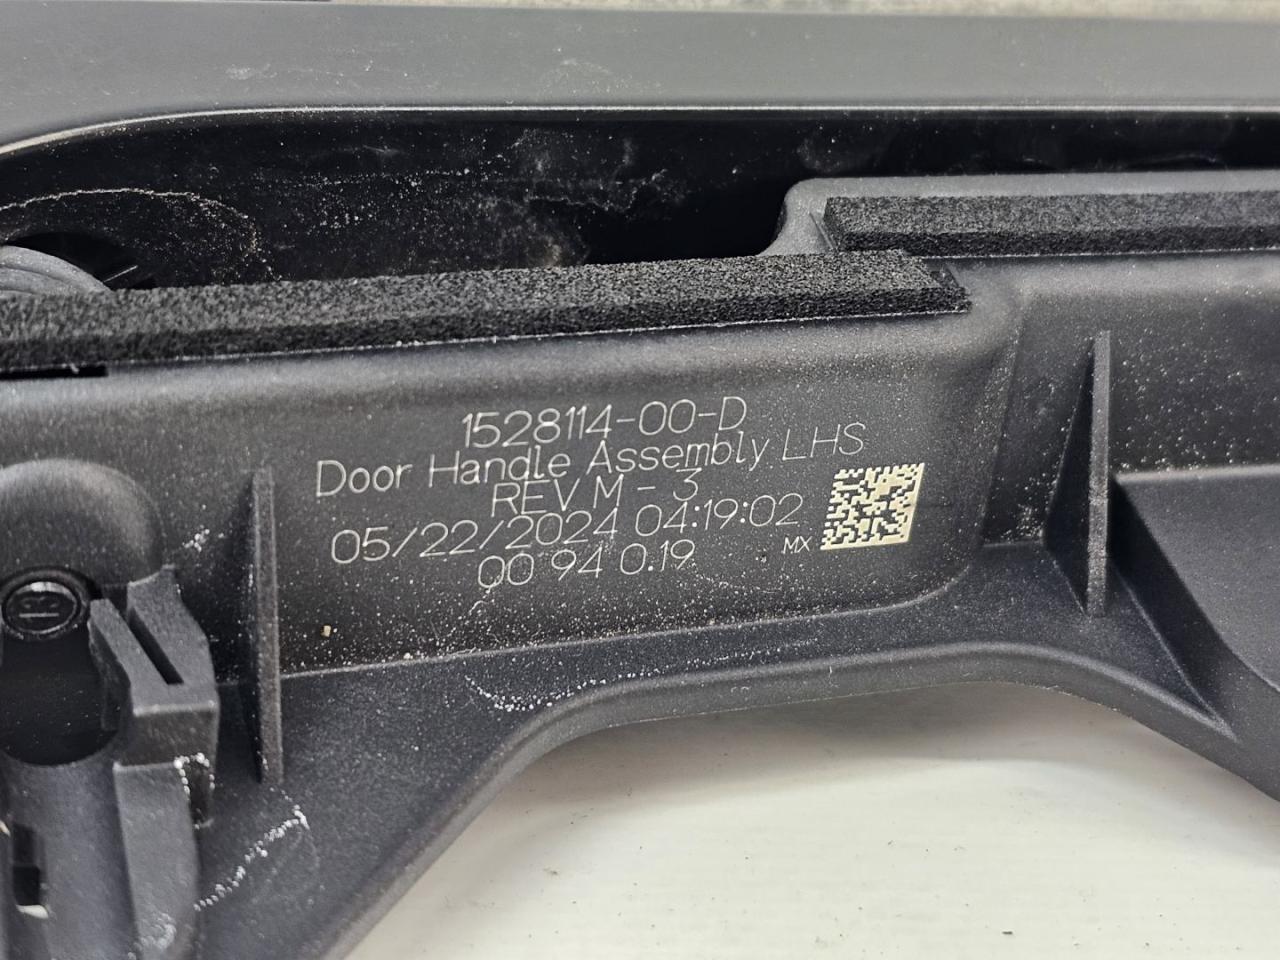 1528114-00-D
Door Handle Assembly LHS
REV M - 3
05/22/2024 04:19:02
MX
00 94 0.19